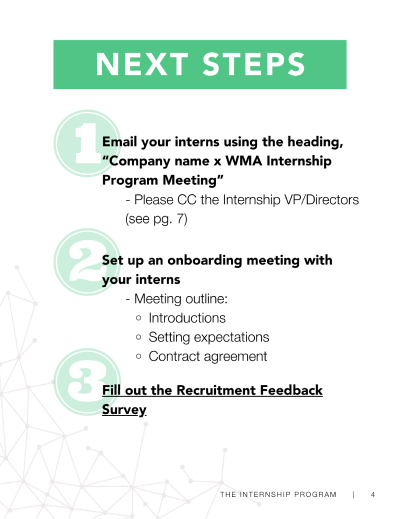 NEXT STEPS
1
Email your interns using the heading,
“Company name x WMA Internship
Program Meeting”
- Please CC the Internship VP/Directors
(see pg. 7)
2
Set up an onboarding meeting with
your interns
- Meeting outline:
◦ Introductions
◦ Setting expectations
◦ Contract agreement
3
Fill out the Recruitment Feedback
Survey
THE INTERNSHIP PROGRAM | 4